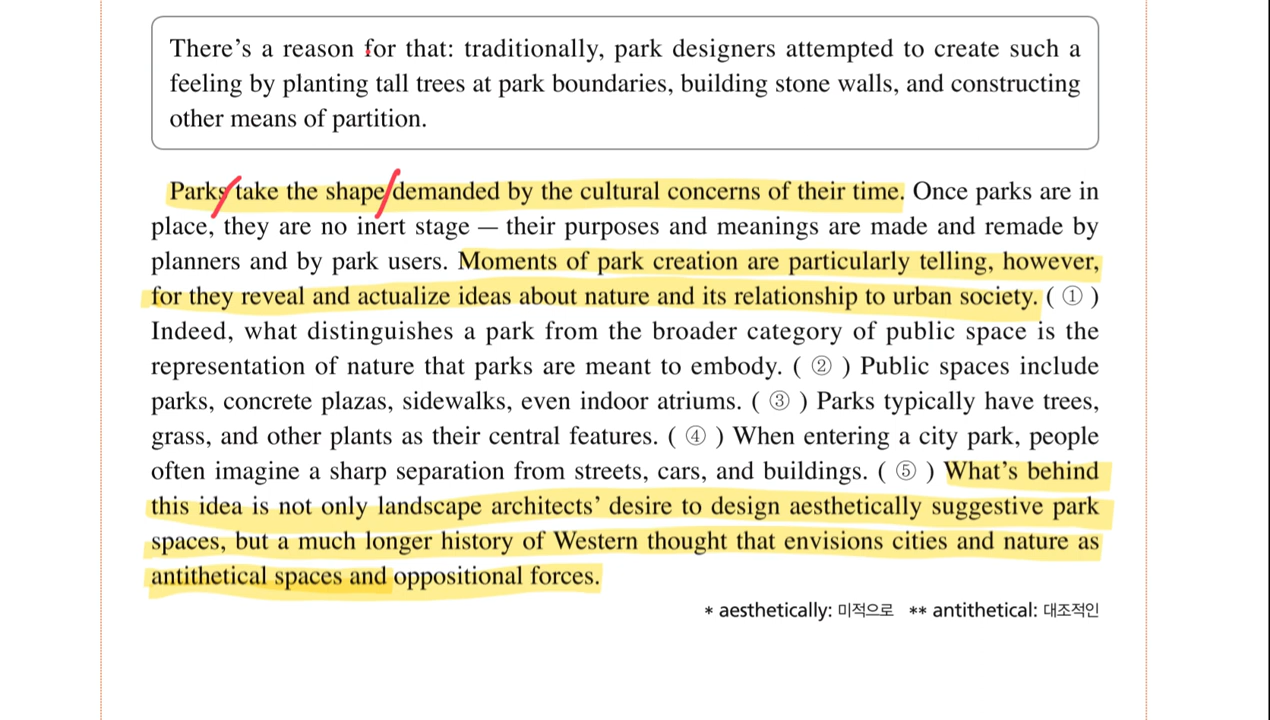 There’s a reason for that: traditionally, park designers attempted to create such a
feeling by planting tall trees at park boundaries, building stone walls, and constructing
other means of partition.
Parks take the shape demanded by the cultural concerns of their time. Once parks are in
place, they are no inert stage — their purposes and meanings are made and remade by
planners and by park users. Moments of park creation are particularly telling, however,
for they reveal and actualize ideas about nature and its relationship to urban society. ( ① )
Indeed, what distinguishes a park from the broader category of public space is the
representation of nature that parks are meant to embody. ( ② ) Public spaces include
parks, concrete plazas, sidewalks, even indoor atriums. ( ③ ) Parks typically have trees,
grass, and other plants as their central features. ( ④ ) When entering a city park, people
often imagine a sharp separation from streets, cars, and buildings. ( ⑤ ) What’s behind
this idea is not only landscape architects’ desire to design aesthetically suggestive park
spaces, but a much longer history of Western thought that envisions cities and nature as
antithetical spaces and oppositional forces.
* aesthetically: 미적으로 ** antithetical: 대조적인